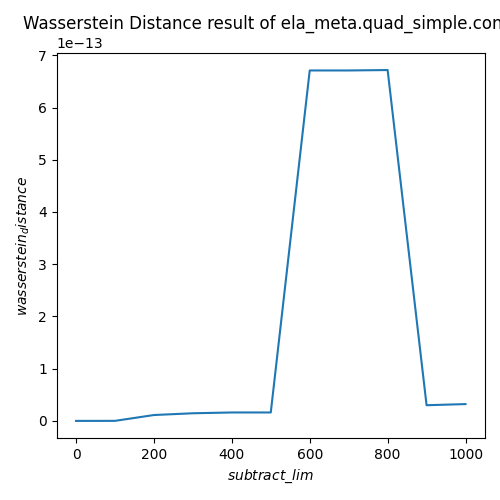 Wasserstein Distance result of ela_meta.quad_simple.con
1e−13
7
6
5
4
3
2
1
0
wasserstein_distance
0 200 400 600 800 1000
subtract_lim